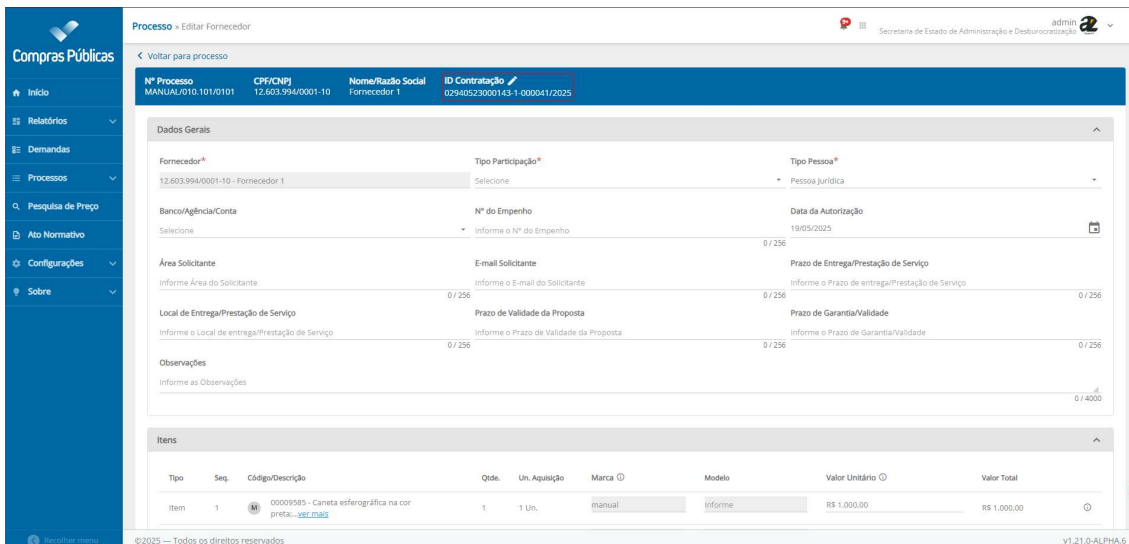 Compras Públicas
Início
Relatórios
Demandas
Processos
Pesquisa de Preço
Ato Normativo
Configurações
Sobre
Recolher menu
Processo » Editar Fornecedor
9+
admin
Secretaria de Estado de Administração e Desburocratização
Voltar para processo
Nº Processo CPF/CNPJ Nome/Razão Social ID Contratação
MANUAL/010.101/0101 12.603.994/0001-10 Fornecedor 1 02940523000143-1-000041/2025
Dados Gerais
Fornecedor* Tipo Participação* Tipo Pessoa*
12.603.994/0001-10 - Fornecedor 1 Selecione Pessoa Jurídica
Banco/Agência/Conta Nº do Empenho Data da Autorização
Selecione Informe o Nº do Empenho 19/05/2025
0 / 256
Área Solicitante E-mail Solicitante Prazo de Entrega/Prestação de Serviço
Informe Área do Solicitante Informe o E-mail do Solicitante Informe o Prazo de entrega/Prestação de Serviço
0 / 256 0 / 256 0 / 256
Local de Entrega/Prestação de Serviço Prazo de Validade da Proposta Prazo de Garantia/Validade
Informe o Local de entrega/Prestação de Serviço Informe o Prazo de Validade da Proposta Informe o Prazo de Garantia/Validade
0 / 256 0 / 256 0 / 256
Observações
Informe as Observações
0 / 4000
Itens
Tipo Seq. Código/Descrição Qtde. Un. Aquisição Marca Modelo Valor Unitário Valor Total
Item 1 M 00009585 - Caneta esferográfica na cor preta;...ver mais 1 1 Un. manual Informe R$ 1.000,00 R$ 1.000,00
©2025 — Todos os direitos reservados
v1.21.0-ALPHA.6